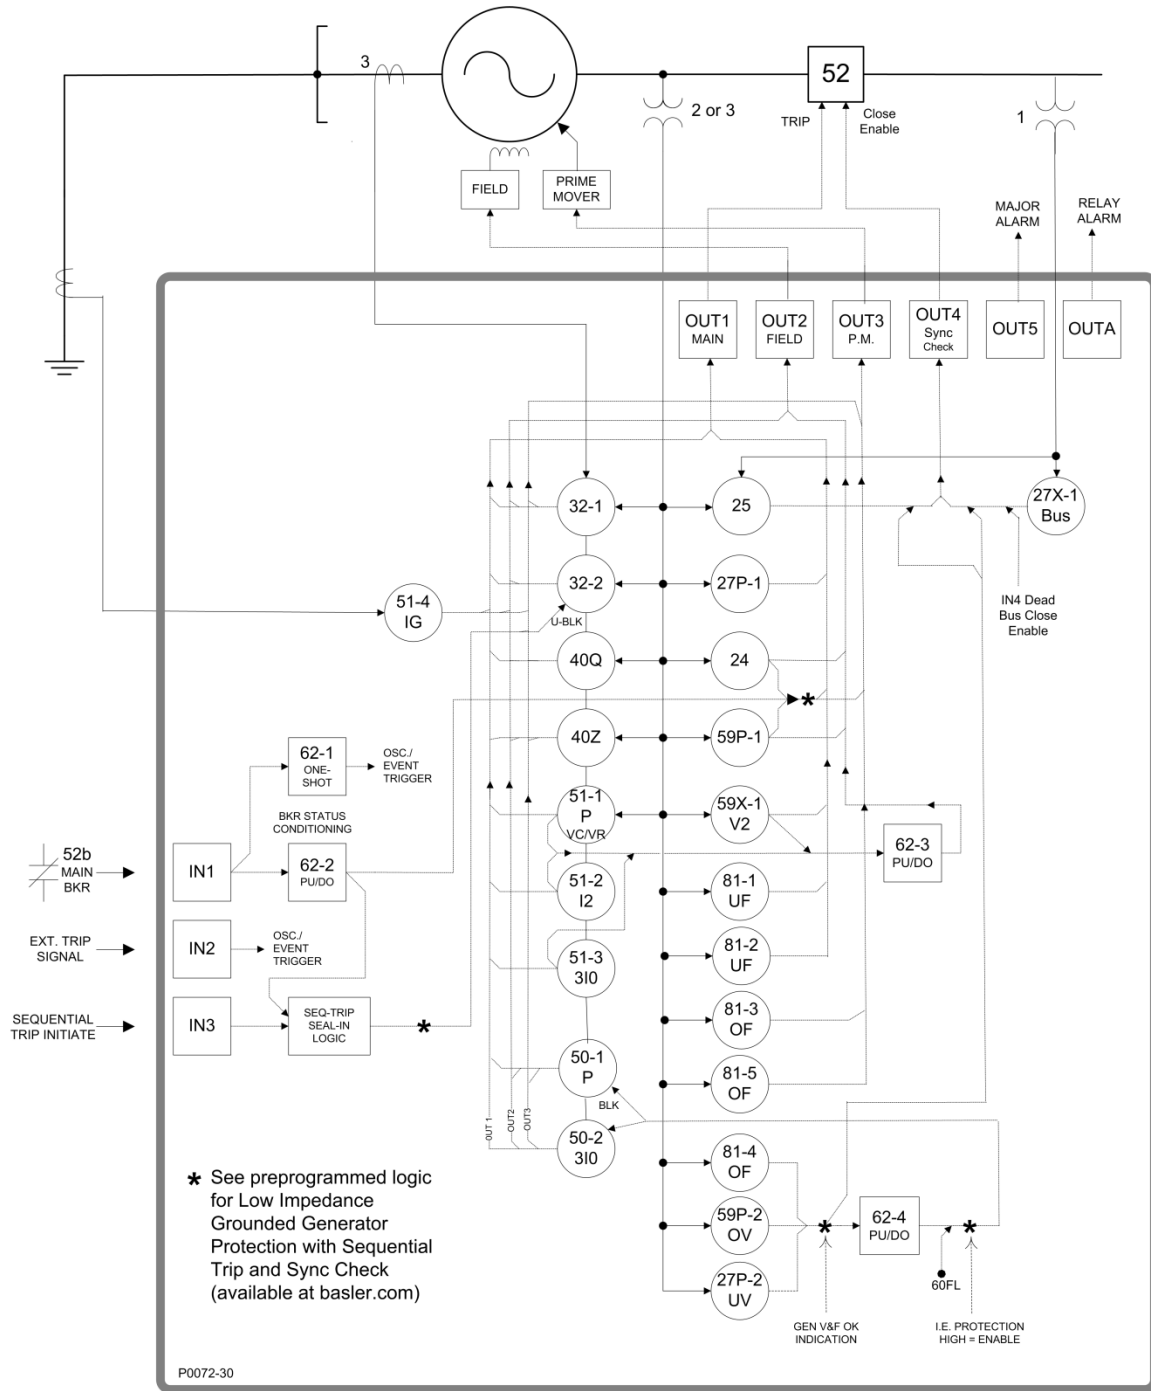 3
52
2 or 3
TRIP
Close
Enable
1
FIELD
PRIME
MOVER
MAJOR
ALARM
RELAY
ALARM
OUT1
MAIN
OUT2
FIELD
OUT3
P.M.
OUT4
Sync
Check
OUT5
OUTA
32-1
25
27X-1
Bus
32-2
27P-1
51-4
IG
U-BLK
IN4 Dead
Bus Close
Enable
40Q
24
*
40Z
59P-1
62-1
ONE-
SHOT
OSC./
EVENT
TRIGGER
51-1
P
VC/VR
59X-1
V2
BKR STATUS
CONDITIONING
62-3
PU/DO
52b
MAIN
BKR
IN1
62-2
PU/DO
51-2
I2
81-1
UF
EXT. TRIP
SIGNAL
IN2
OSC./
EVENT
TRIGGER
51-3
3I0
81-2
UF
SEQUENTIAL
TRIP INITIATE
IN3
SEQ-TRIP
SEAL-IN
LOGIC
*
81-3
OF
50-1
P
81-5
OF
BLK
OUT 1
OUT2
OUT3
50-2
3I0
81-4
OF
59P-2
OV
*
62-4
PU/DO
*
60FL
27P-2
UV
GEN V&F OK
INDICATION
I.E. PROTECTION
HIGH = ENABLE
* See preprogrammed logic
for Low Impedance
Grounded Generator
Protection with Sequential
Trip and Sync Check
(available at basler.com)
P0072-30